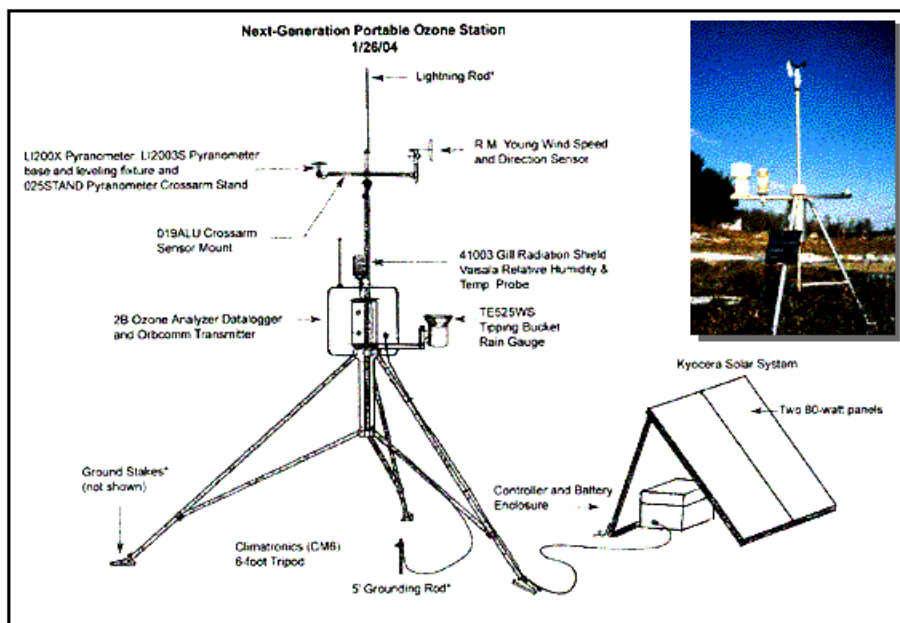 Next-Generation Portable Ozone Station
1/26/04
Lightning Rod*
LI200X Pyranometer, LI2003S Pyranometer
base and leveling fixture and
025STAND Pyranometer Crossarm Stand
R.M. Young Wind Speed
and Direction Sensor
019ALU Crossarm
Sensor Mount
41003 Gill Radiation Shield
Vaisala Relative Humidity &
Temp. Probe
2B Ozone Analyzer Datalogger
and Orbcomm Transmitter
TE525WS
Tipping Bucket
Rain Gauge
Kyocera Solar System
Two 80-watt panels
Ground Stakes*
(not shown)
Controller and Battery
Enclosure
Climatronics (CM6)
6-foot Tripod
5' Grounding Rod*